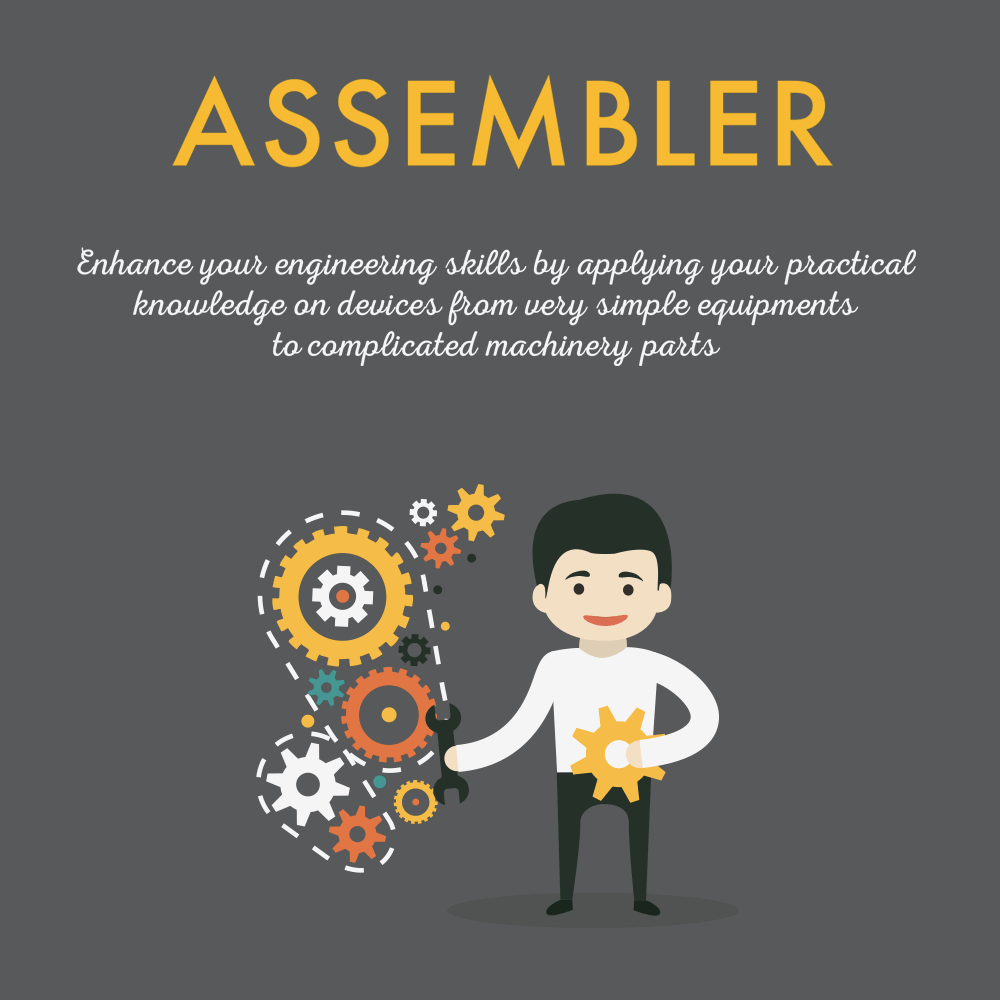 ASSEMBLER
Enhance your engineering skills by applying your practical
knowledge on devices from very simple equipments
to complicated machinery parts